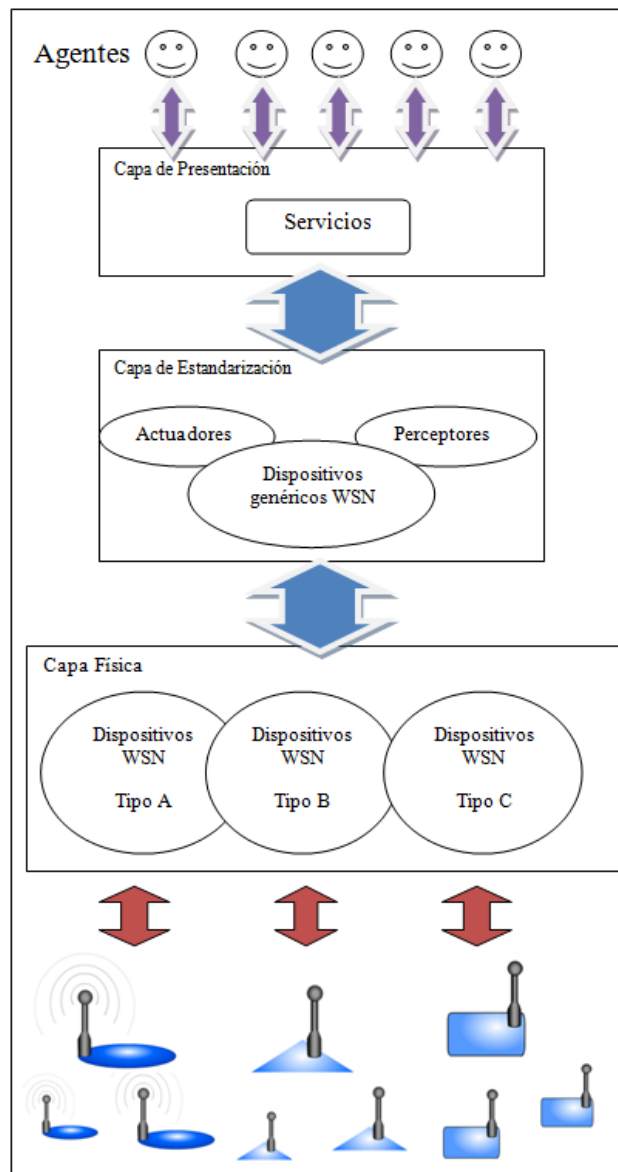 Agentes
Capa de Presentación
Servicios
Capa de Estandarización
Actuadores
Perceptores
Dispositivos
genéricos WSN
Capa Física
Dispositivos
WSN
Tipo A
Dispositivos
WSN
Tipo B
Dispositivos
WSN
Tipo C